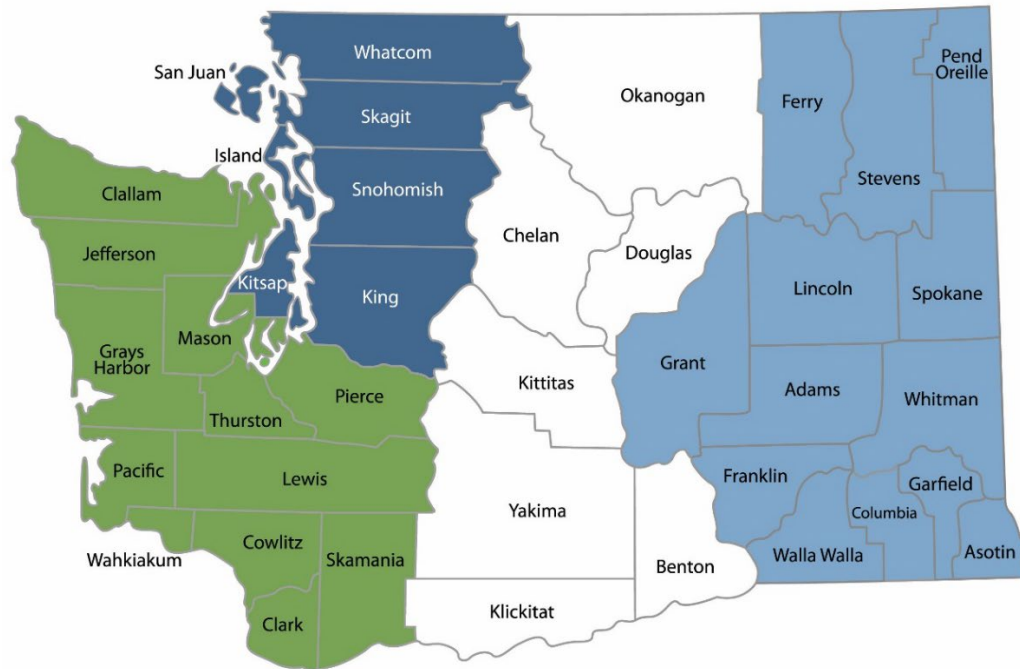 Whatcom
San Juan
Skagit
Okanogan
Ferry
Pend
Oreille
Stevens
Island
Snohomish
Clallam
Chelan
Douglas
Jefferson
Kitsap
King
Lincoln
Spokane
Mason
Grays
Harbor
Pierce
Kittitas
Grant
Adams
Whitman
Thurston
Pacific
Lewis
Yakima
Franklin
Garfield
Columbia
Wahkiakum
Cowlitz
Skamania
Benton
Walla Walla
Asotin
Klickitat
Clark